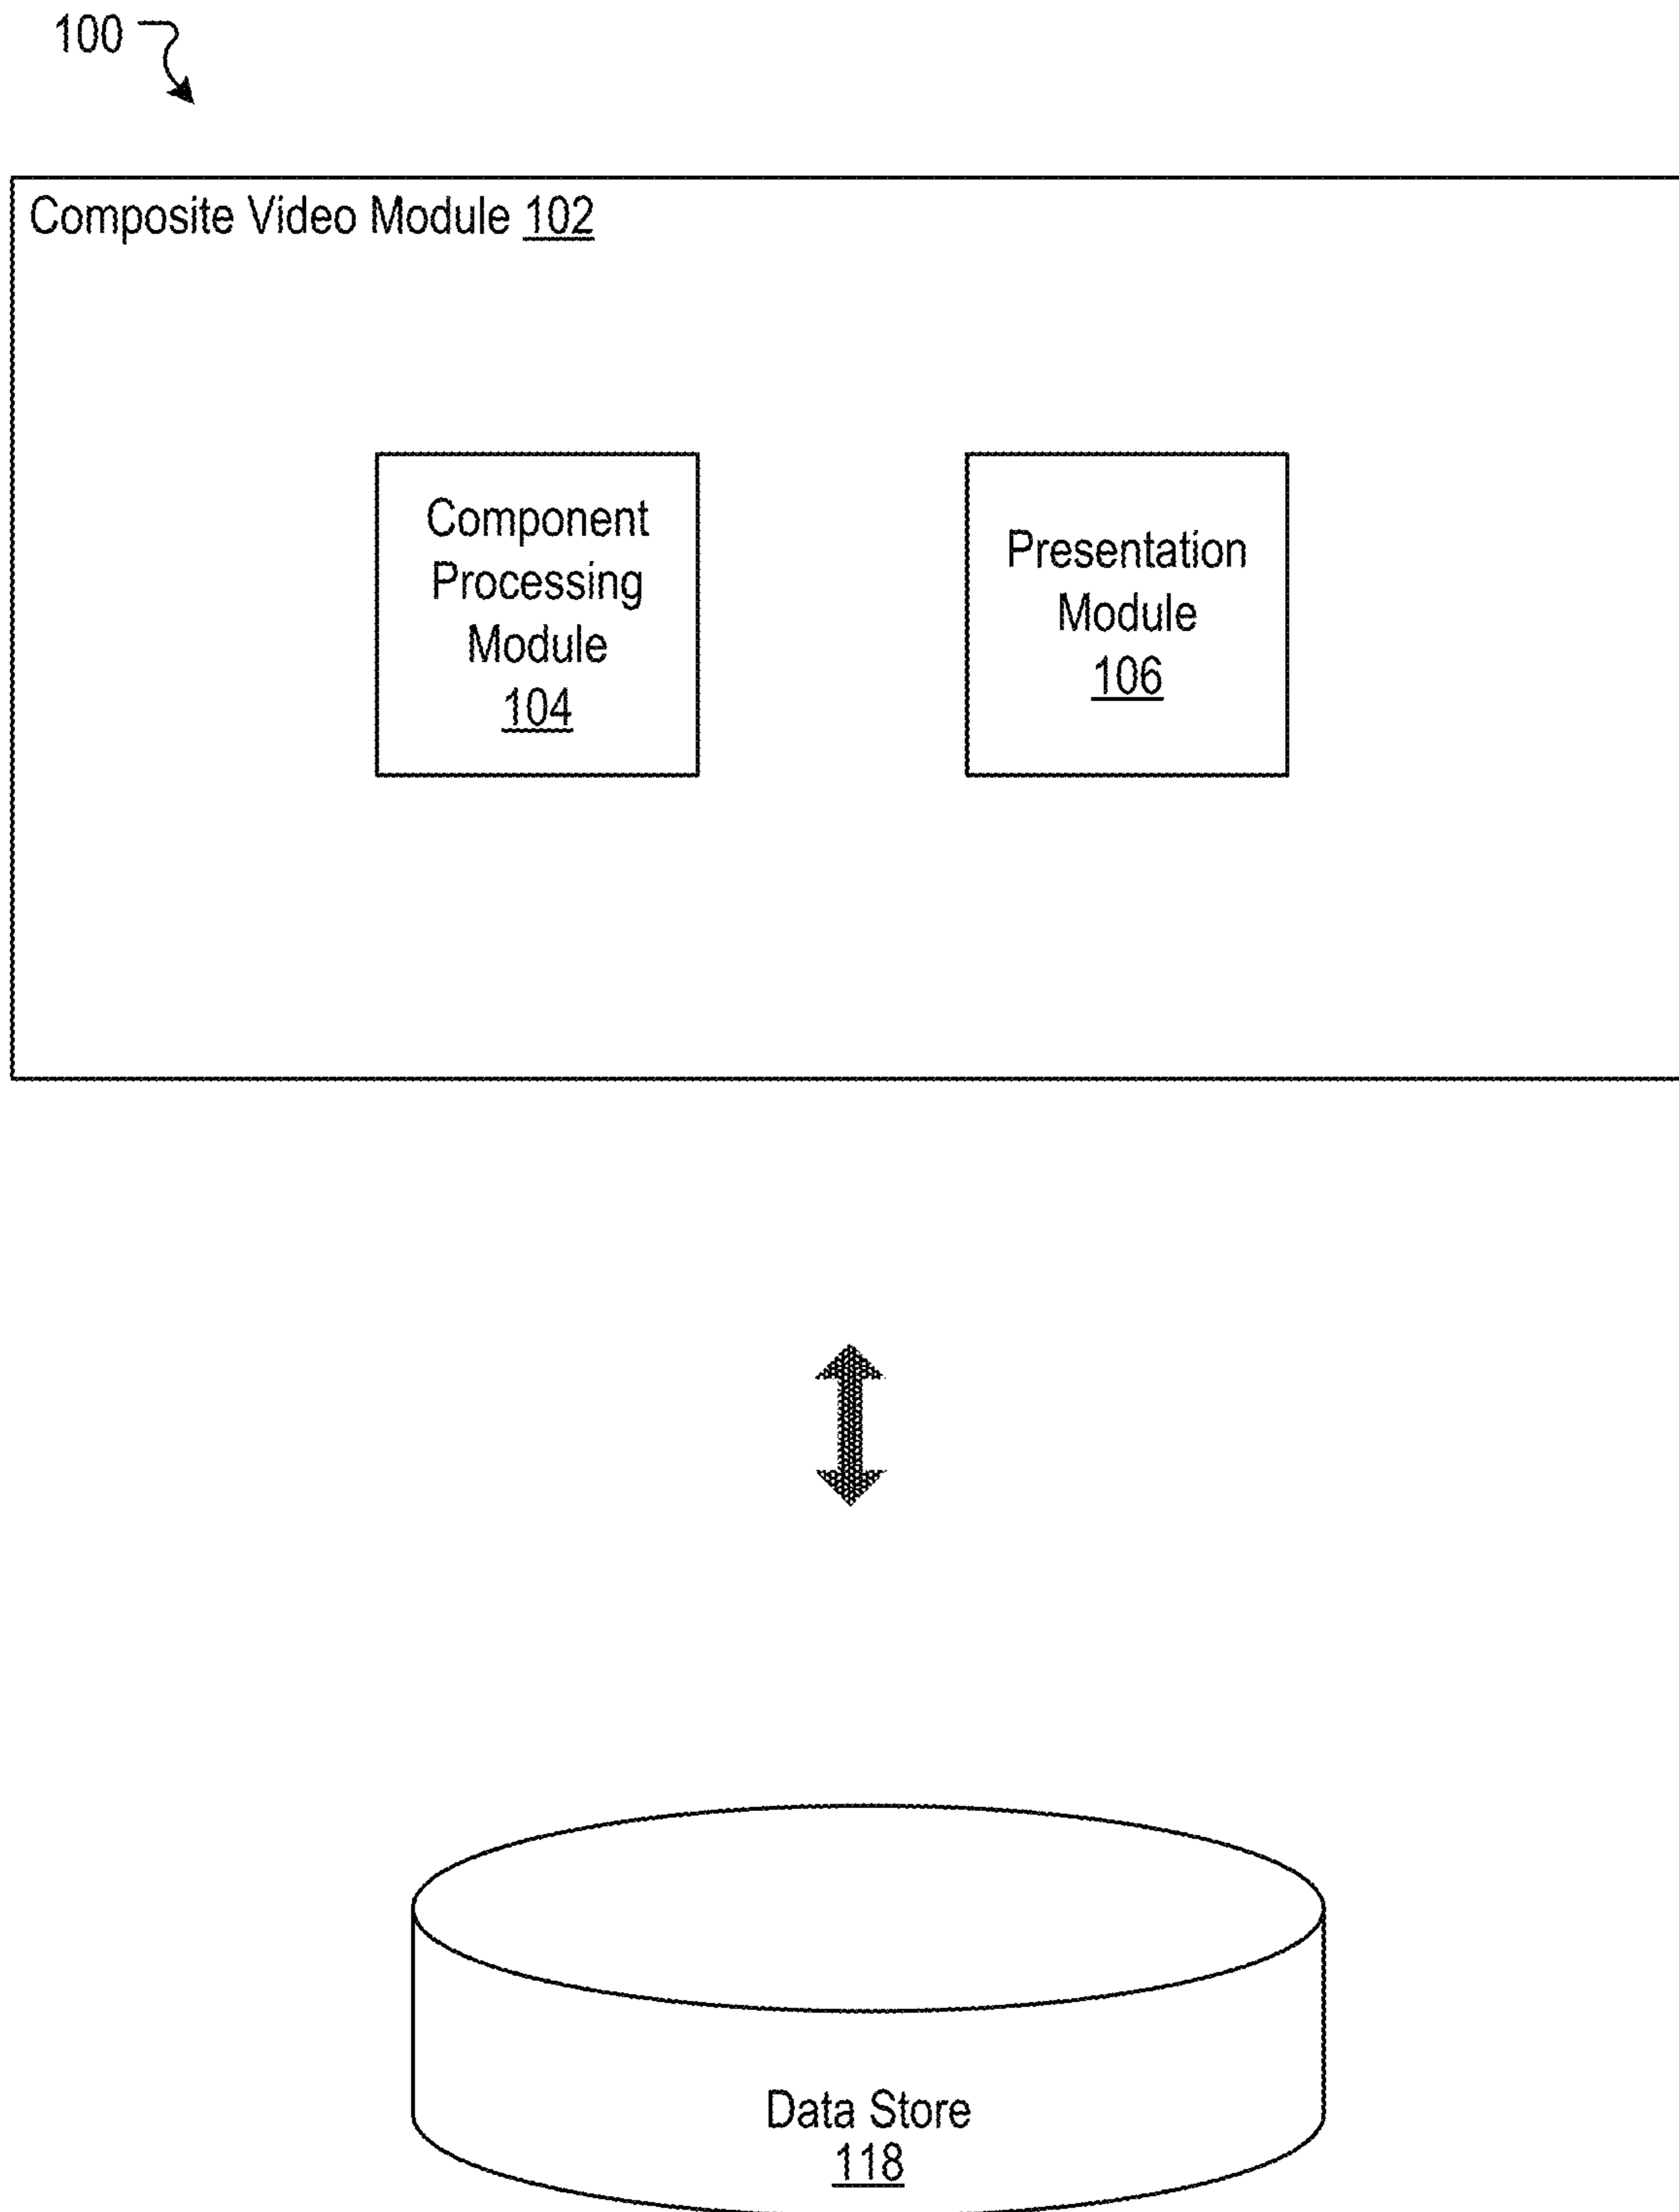 100
Composite Video Module 102
Component
Processing
Module
104
Presentation
Module
106
Data Store
118